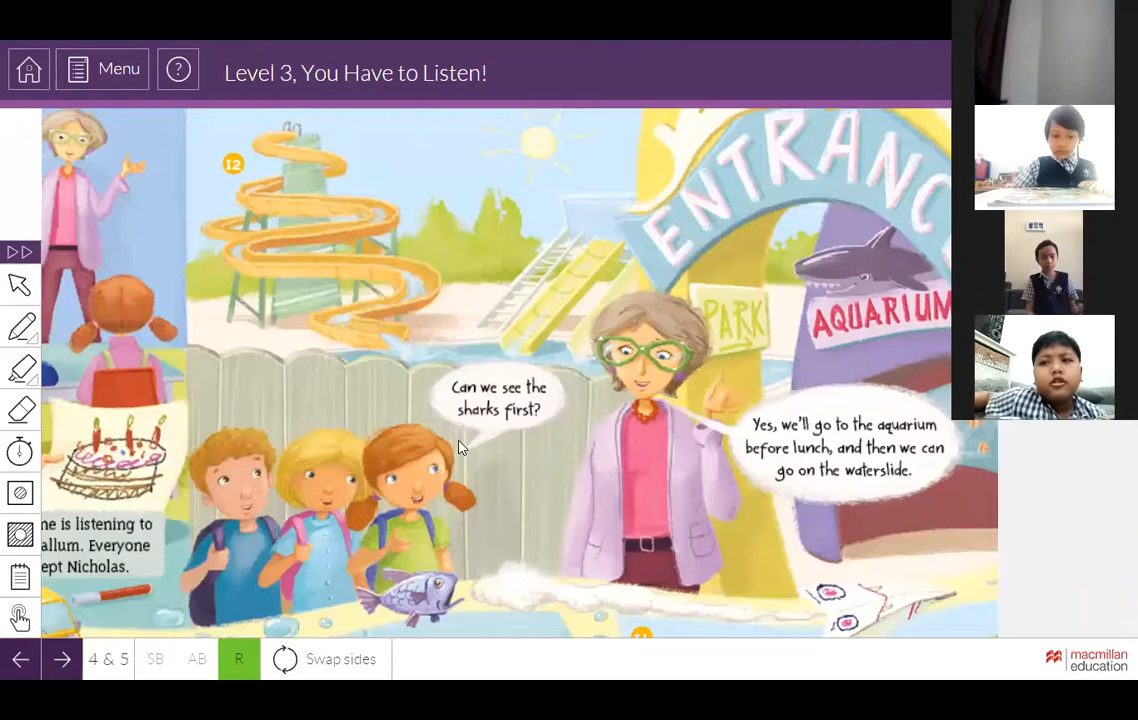 Menu
?
Level 3, You Have to Listen!
12
ENTRANC
PARK
AQUARIUM
Can we see the
sharks first?
Yes, we'll go to the aquarium
before lunch, and then we can
go on the waterslide.
ne is listening to
allum. Everyone
ept Nicholas.
4 & 5
SB
AB
R
Swap sides
macmillan
education